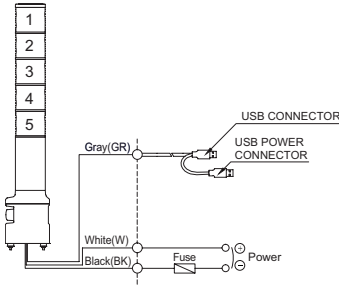 1
2
3
4
5
USB CONNECTOR
Gray(GR)
USB POWER
CONNECTOR
White(W)
Black(BK)
Fuse
Power